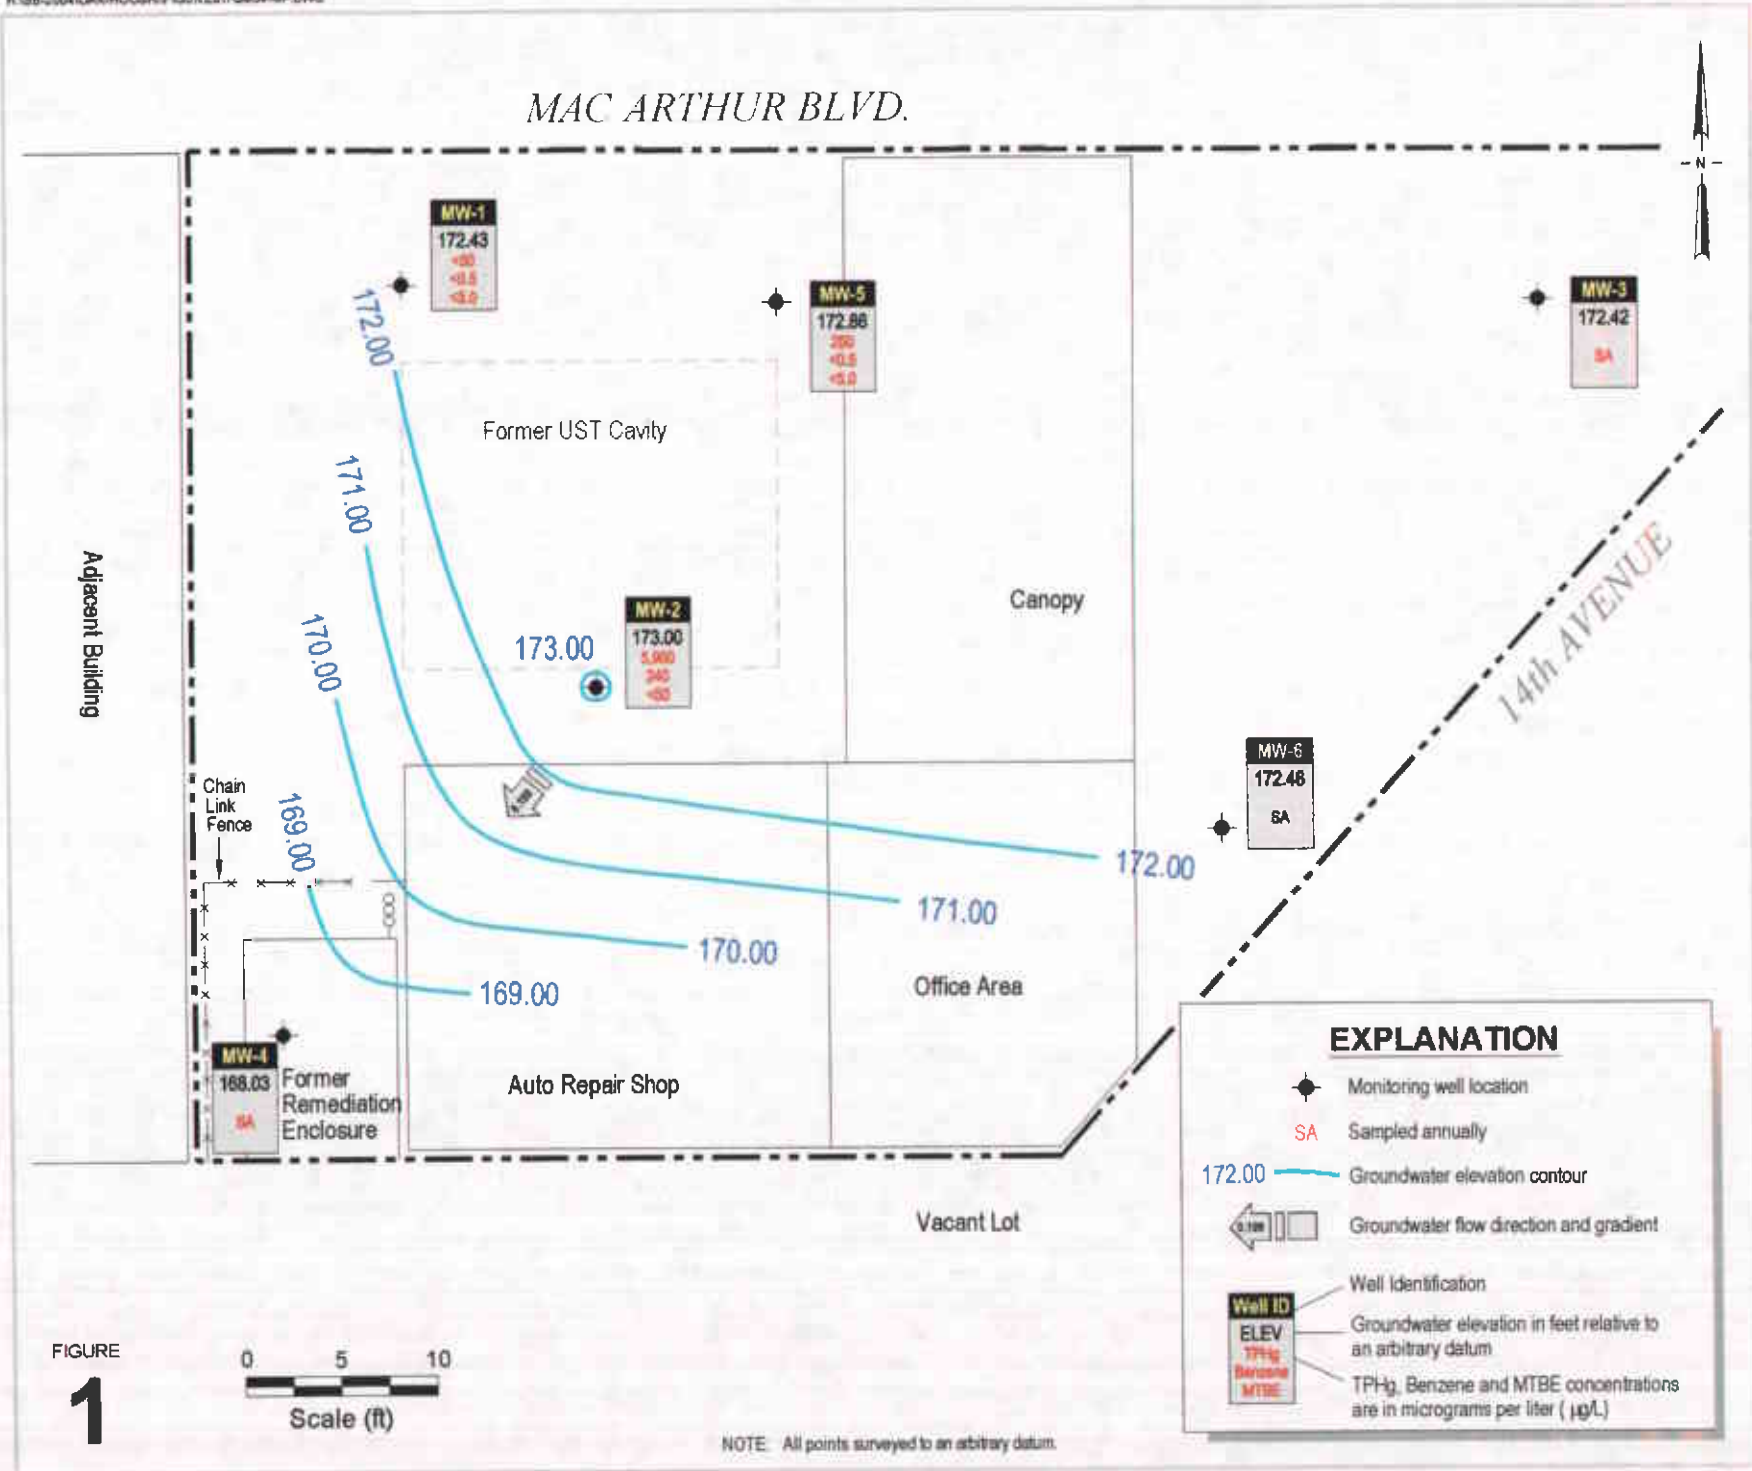 MAC ARTHUR BLVD.
N
MW-1
172.43
<50
<0.5
<5.0
MW-5
172.86
<0.5
<5.0
MW-3
172.42
SA
172.00
Former UST Cavity
171.00
Adjacent Building
Canopy
14th AVENUE
MW-2
173.00
240
<50
173.00
170.00
MW-6
172.46
SA
Chain
Link
Fence
169.00
172.00
171.00
170.00
169.00
Office Area
MW-4
168.03
SA
Former
Remediation
Enclosure
Auto Repair Shop
Vacant Lot
EXPLANATION
Monitoring well location
SA Sampled annually
172.00 Groundwater elevation contour
Groundwater flow direction and gradient
Well Identification
Well ID
ELEV
TPHg
Benzene
MTBE
Groundwater elevation in feet relative to
an arbitrary datum
TPHg, Benzene and MTBE concentrations
are in micrograms per liter ( µg/L)
FIGURE
1
0 5 10
Scale (ft)
NOTE: All points surveyed to an arbitrary datum.